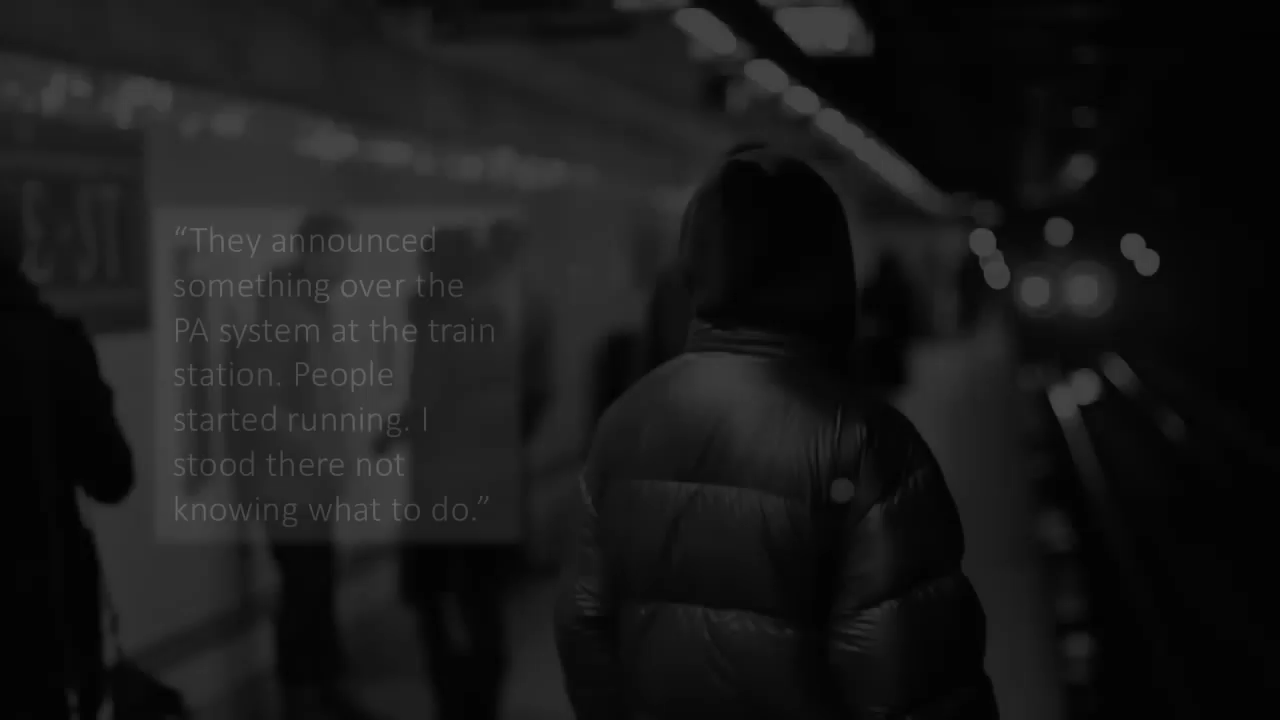 “They announced
something over the
PA system at the train
station. People
started running. I
stood there not
knowing what to do.”